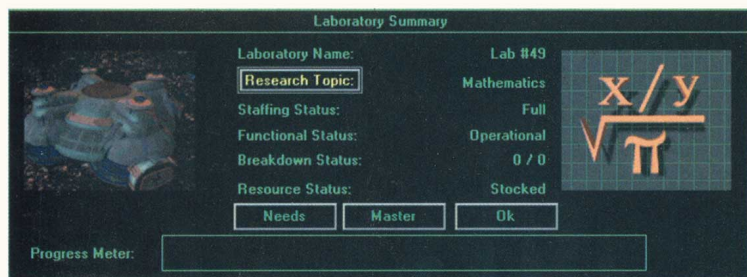 Laboratory Summary
Laboratory Name: Lab #49
Research Topic: Mathematics
Staffing Status: Full
Functional Status: Operational
Breakdown Status: 0 / 0
Resource Status: Stocked
Needs Master Ok
Progress Meter:
x/y
√π